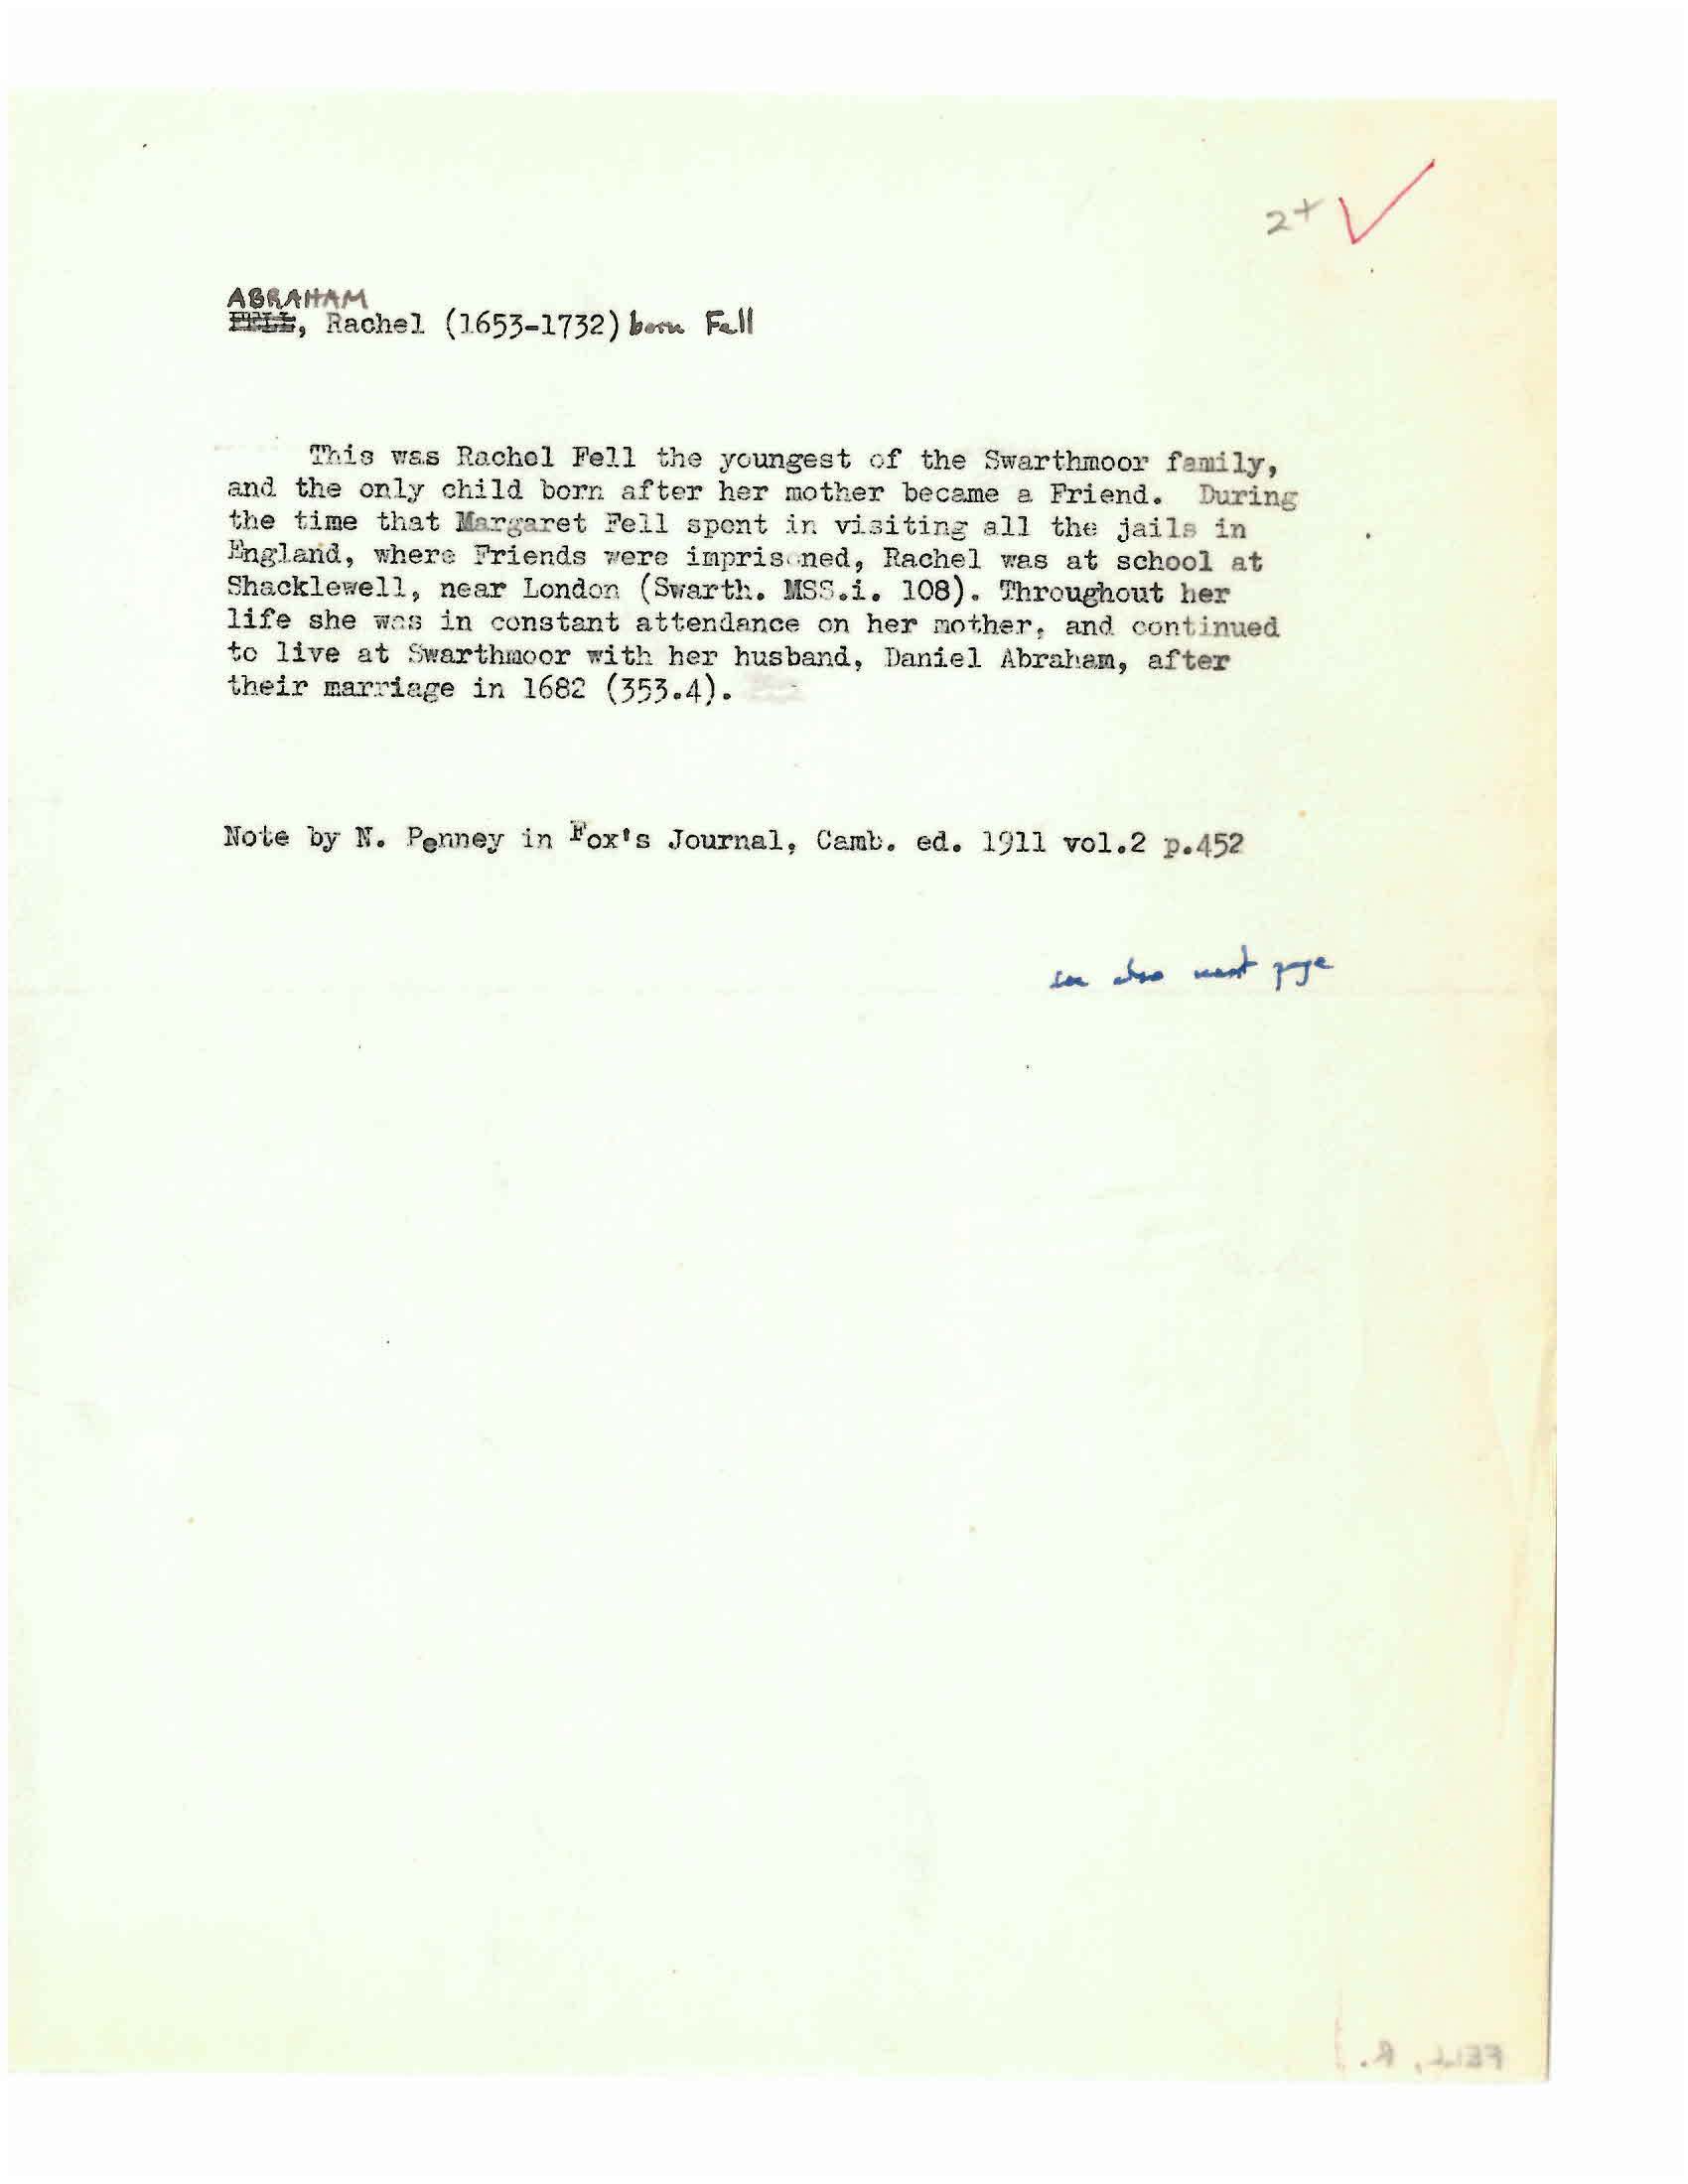 2+
ABRAHAM
FELL, Rachel (1653-1732) born Fell
This was Rachel Fell the youngest of the Swarthmoor family,
and the only child born after her mother became a Friend. During
the time that Margaret Fell spent in visiting all the jails in
England, where Friends were imprisoned, Rachel was at school at
Shacklewell, near London (Swarth. MSS.i. 108). Throughout her
life she was in constant attendance on her mother, and continued
to live at Swarthmoor with her husband, Daniel Abraham, after
their marriage in 1682 (353.4).
Note by N. Penney in Fox's Journal, Camb. ed. 1911 vol.2 p.452
see also next page
FELL, R.